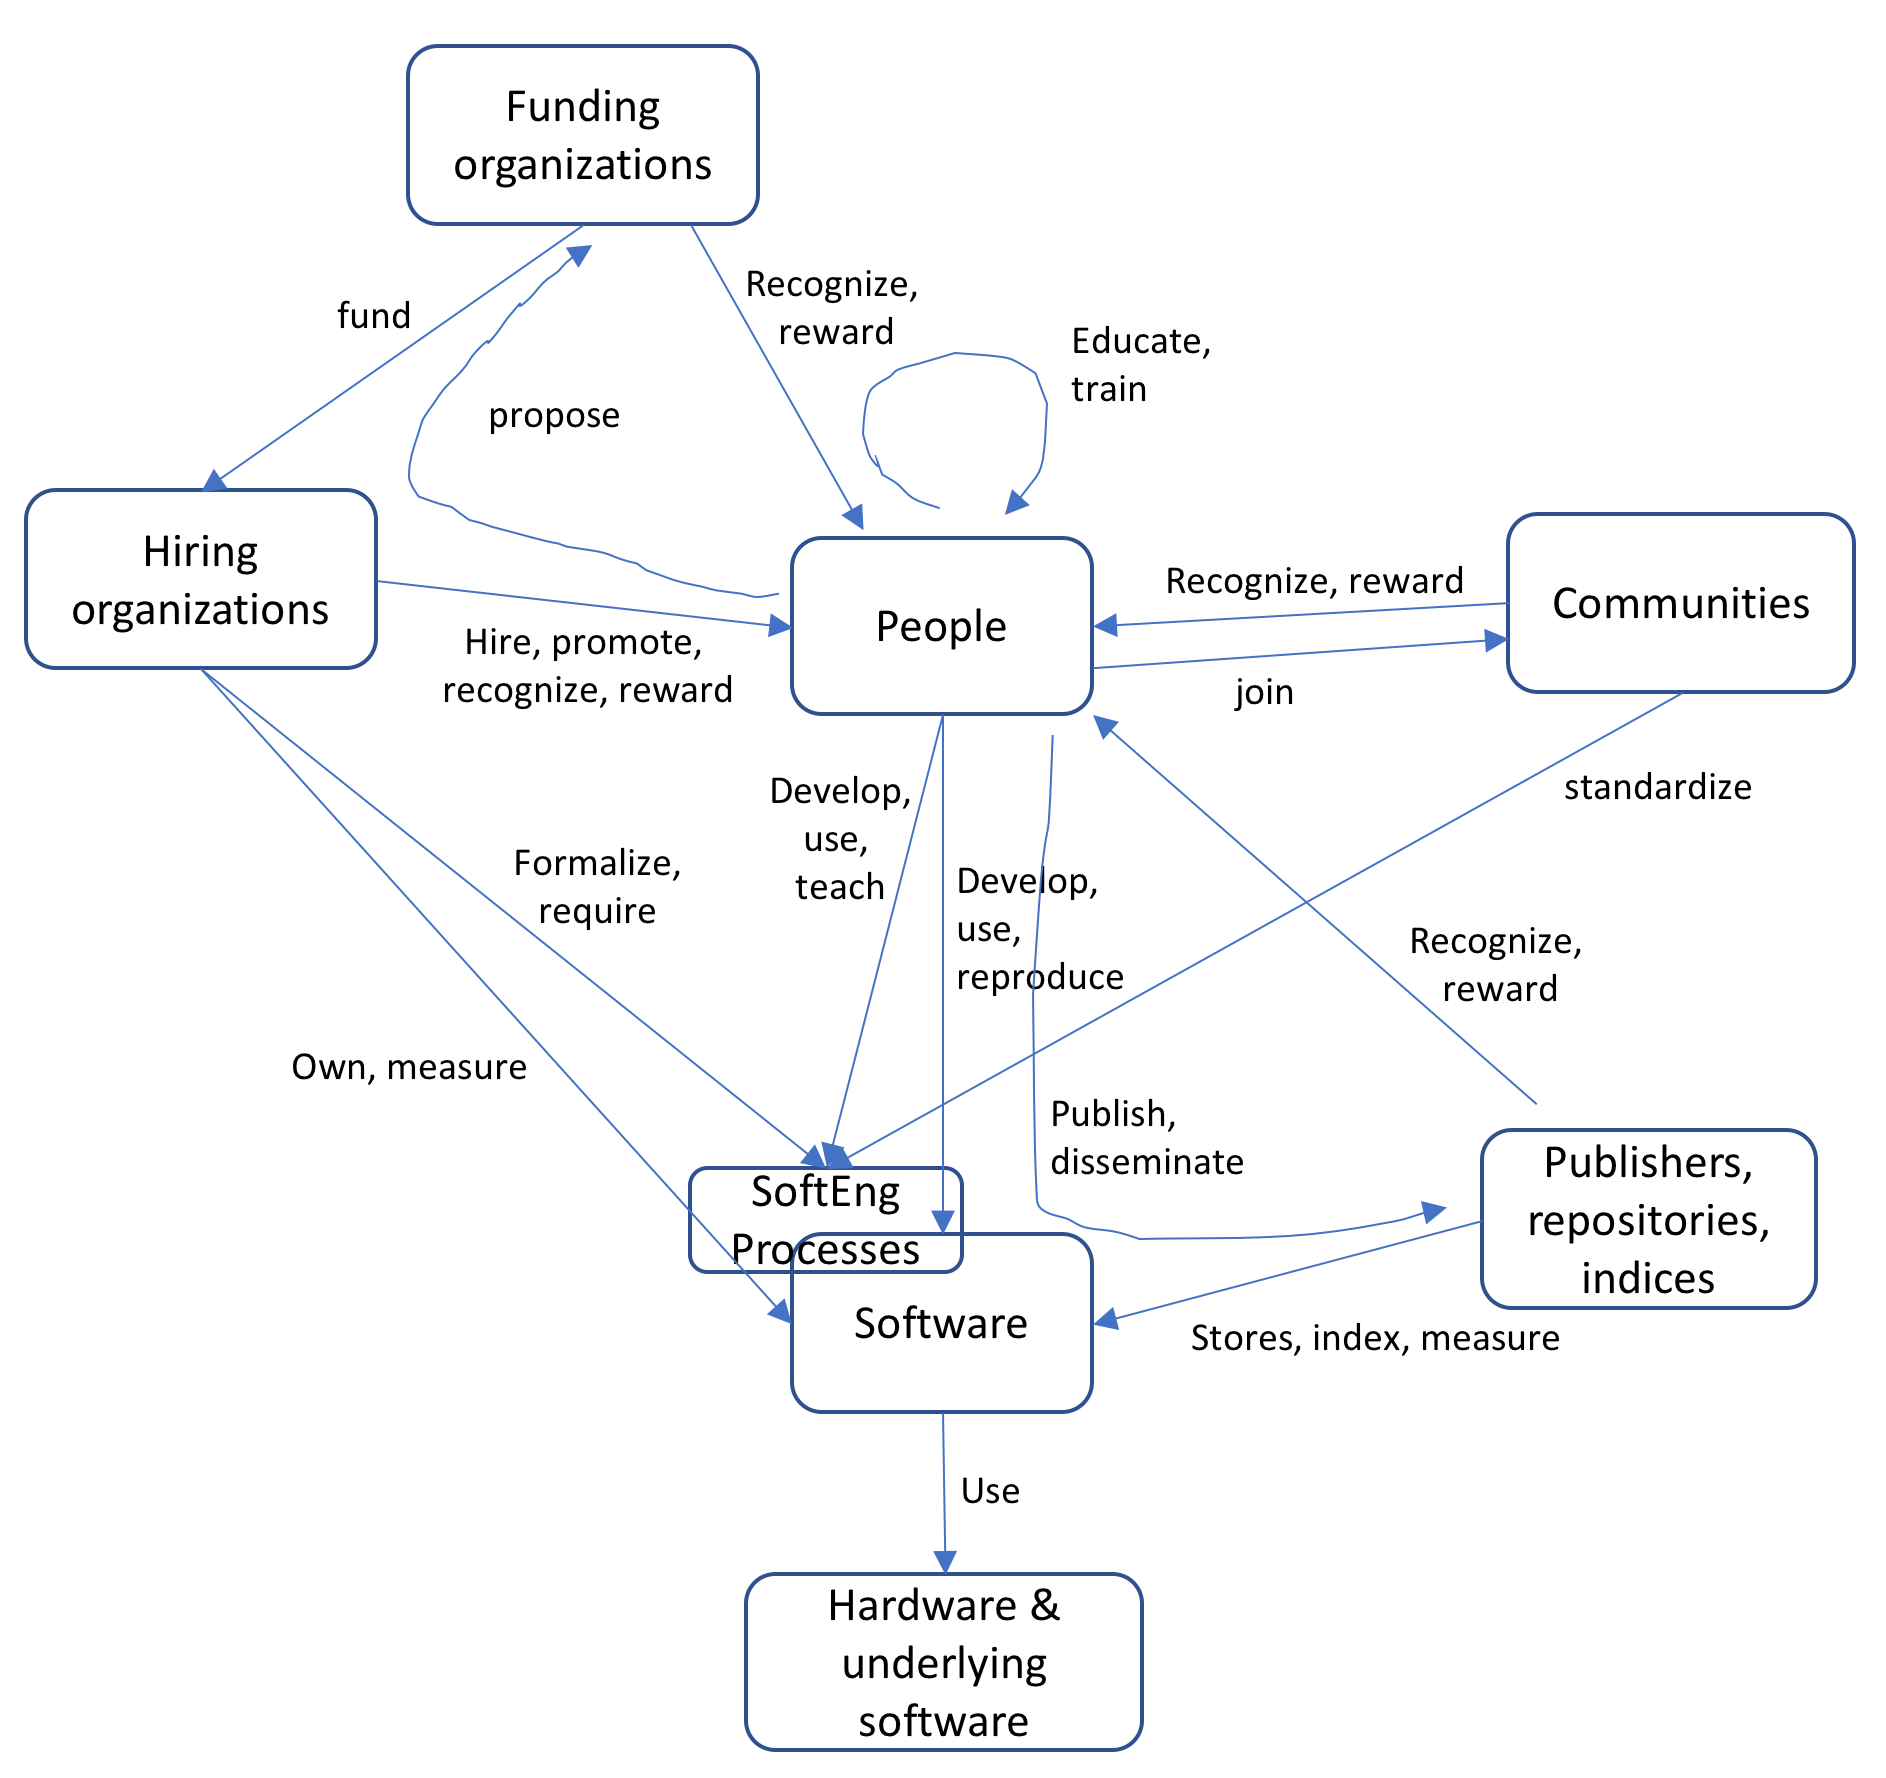 Funding
organizations
fund
Recognize,
reward
Educate,
train
propose
Hiring
organizations
Hire, promote,
recognize, reward
People
Recognize, reward
join
Communities
standardize
Develop,
use,
teach
Formalize,
require
Develop,
use,
reproduce
Recognize,
reward
Own, measure
Publish,
disseminate
SoftEng
Processes
Publishers,
repositories,
indices
Software
Stores, index, measure
Use
Hardware &
underlying
software